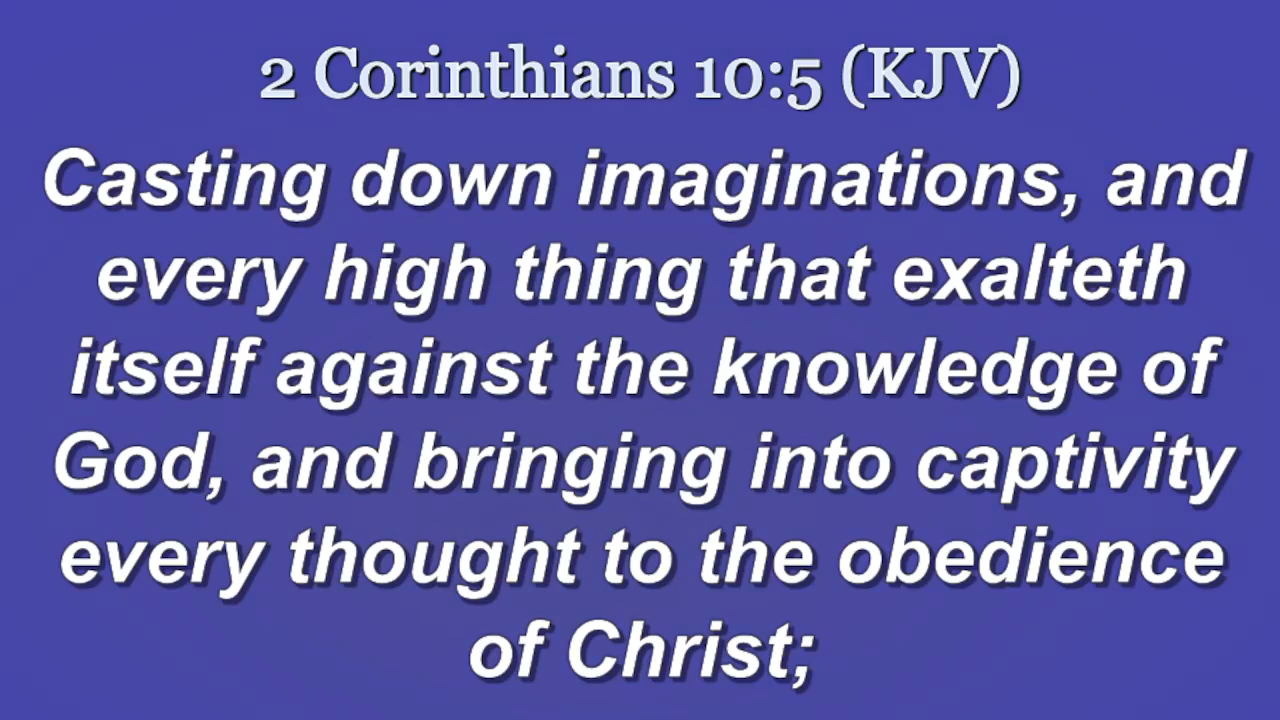 2 Corinthians 10:5 (KJV)
Casting down imaginations, and
every high thing that exalteth
itself against the knowledge of
God, and bringing into captivity
every thought to the obedience
of Christ;